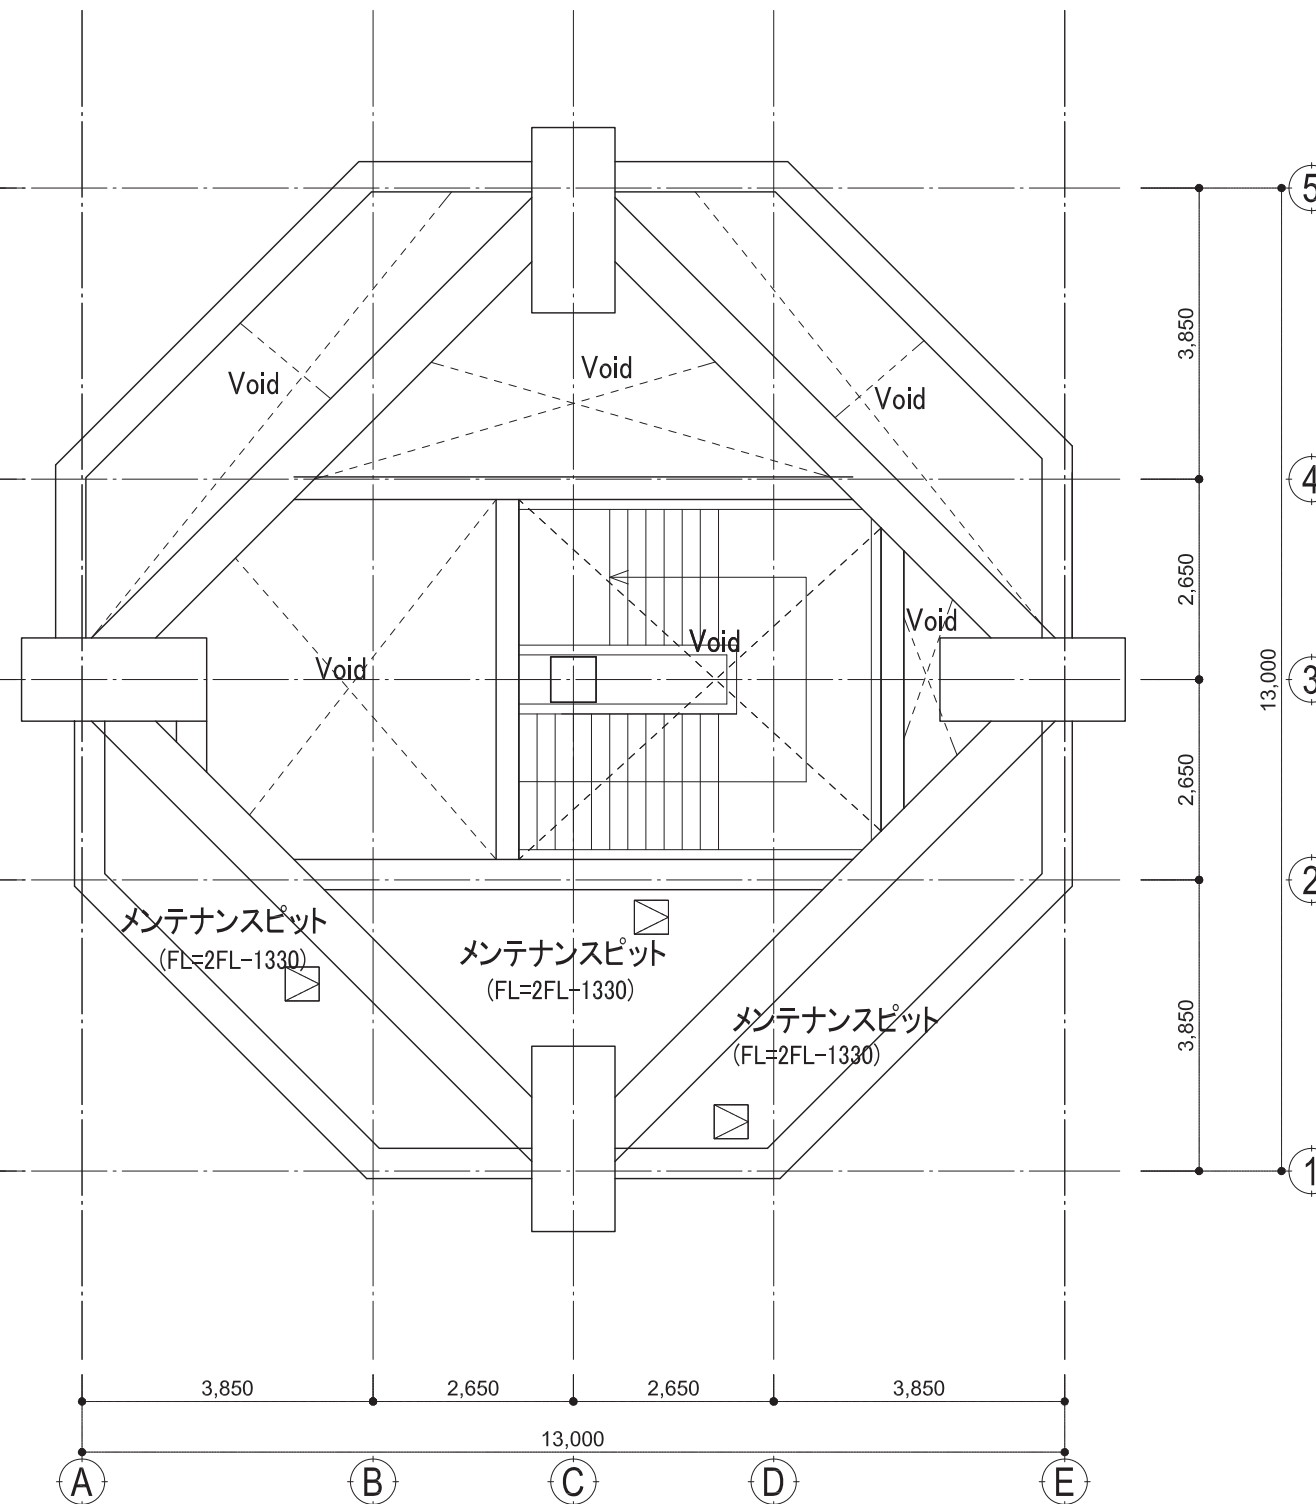 5
3,850
Void
Void
Void
4
2,650
Void
Void
Void
3
13,000
2,650
2
メンテナンスピット
(FL=2FL-1330)
メンテナンスピット
(FL=2FL-1330)
メンテナンスピット
(FL=2FL-1330)
3,850
1
3,850
2,650
2,650
3,850
13,000
A
B
C
D
E